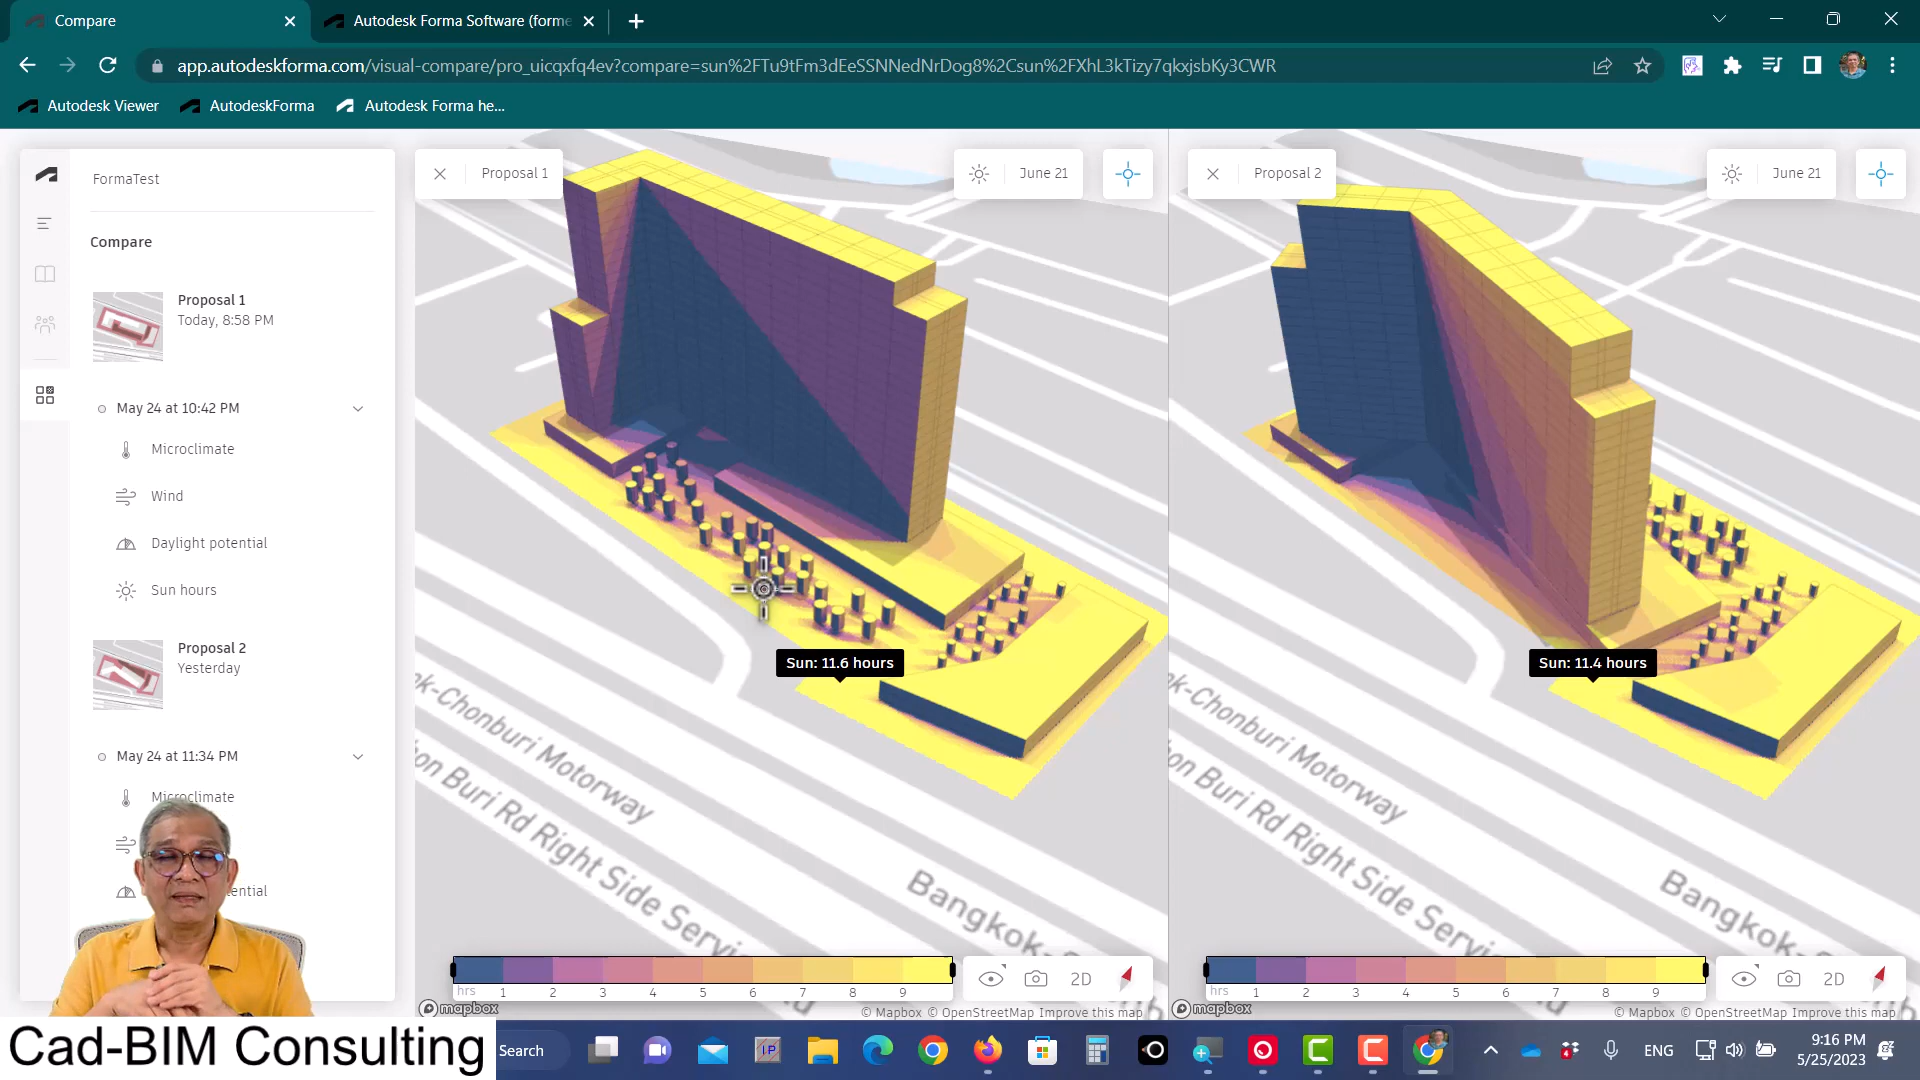 Compare
Autodesk Forma Software (forme
app.autodeskforma.com/visual-compare/pro_uicqxfq4ev?compare=sun%2FTu9tFm3dEeSSNNedNrDog8%2Csun%2FXhL3kTizy7qkxjsbKy3CWR
Autodesk Viewer
AutodeskForma
Autodesk Forma he...
FormaTest
Compare
Proposal 1
Today, 8:58 PM
May 24 at 10:42 PM
Microclimate
Wind
Daylight potential
Sun hours
Proposal 2
Yesterday
May 24 at 11:34 PM
Microclimate
ential
Proposal 1
June 21
Sun: 11.6 hours
k-Chonburi Motorway
on Buri Rd Right Side Servi
Bangkok-
hrs 1 2 3 4 5 6 7 8 9
2D
mapbox
© Mapbox © OpenStreetMap Improve this map
Proposal 2
June 21
Sun: 11.4 hours
k-Chonburi Motorway
on Buri Rd Right Side Servi
Bangkok-
hrs 1 2 3 4 5 6 7 8 9
2D
mapbox
© Mapbox © OpenStreetMap Improve this map
Cad-BIM Consulting
Search
IP
ENG
9:16 PM
5/25/2023